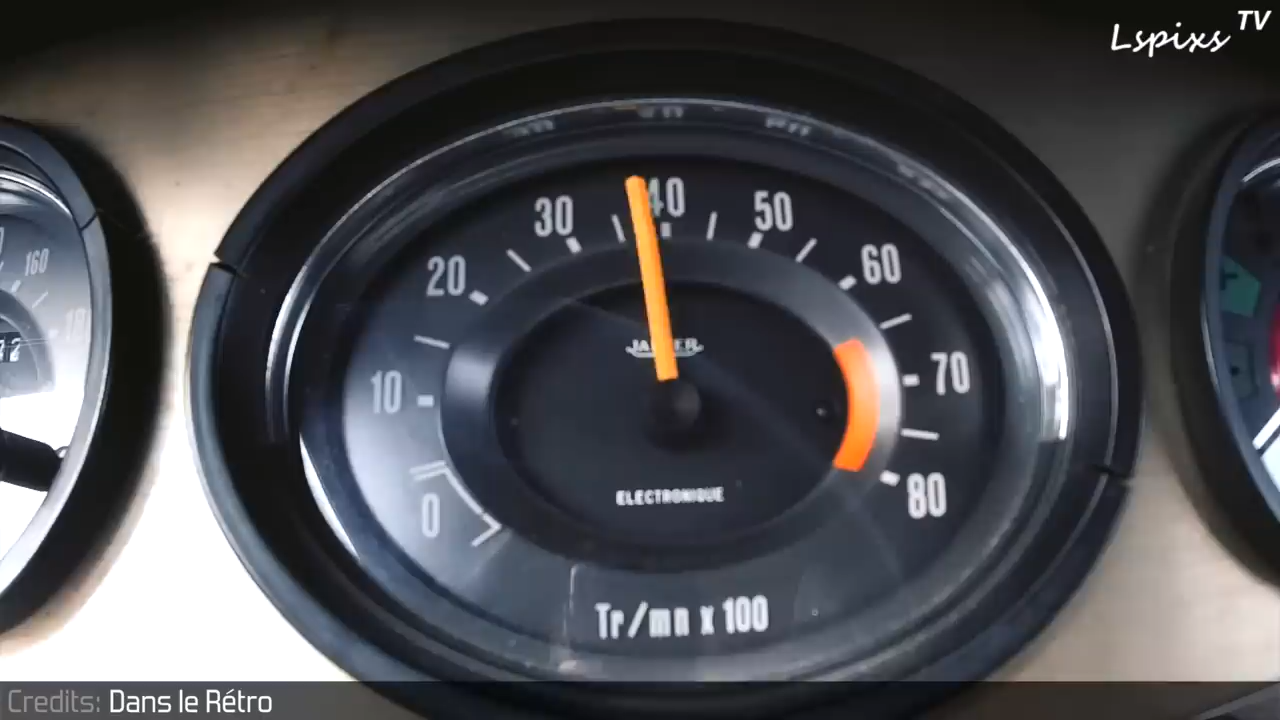 Lspixs TV
160
30
40
50
20
60
10
70
0
80
JAEGER
ELECTRONIQUE
Tr/mn x 100
Credits: Dans le Rétro